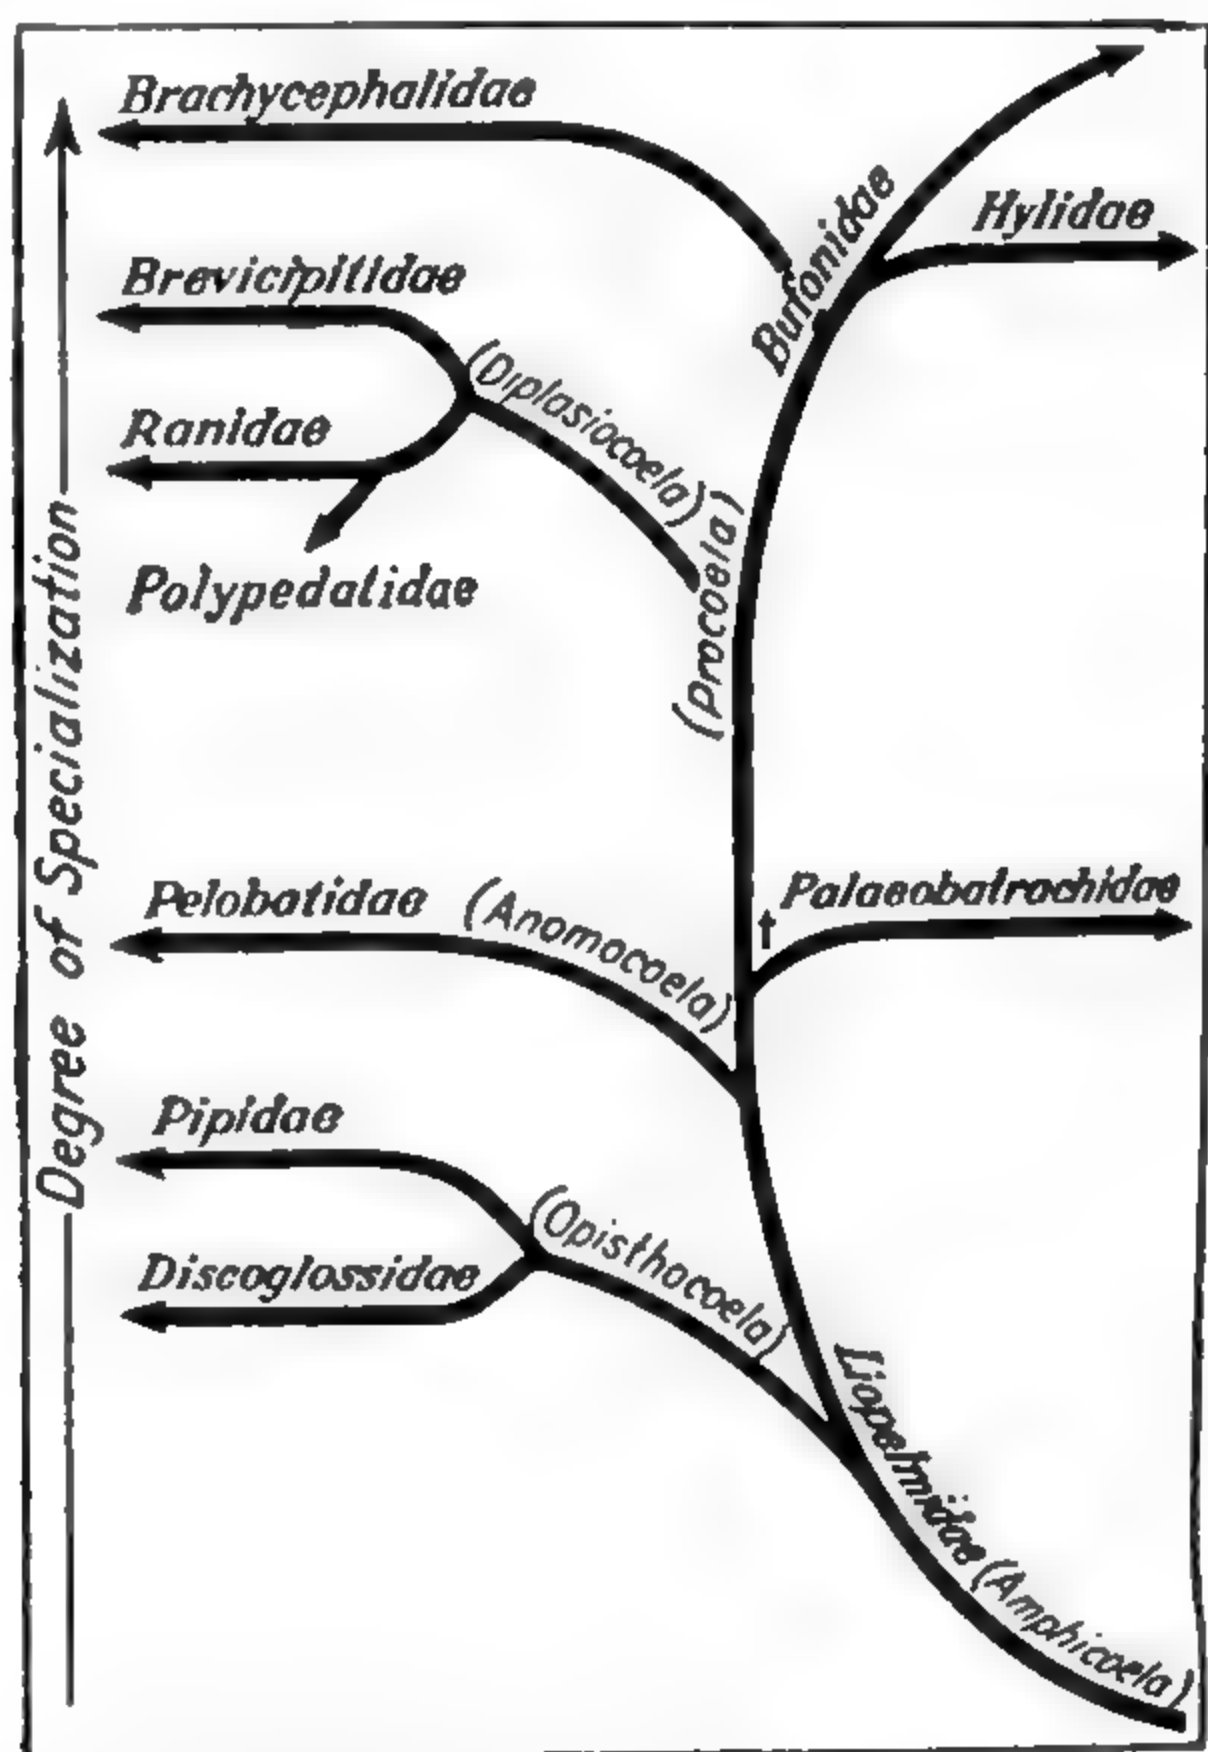 Brachycephalidae
Bufonidae
Hylidae
Brevicipitidae
(Diplasiocoela)
Ranidae
Polypedatidae
(Procoela)
Degree of Specialization
Pelobatidae (Anomocoela)
† Palaeobatrachidae
Pipidae
(Opisthocoela)
Discoglossidae
Liopelmidae (Amphicoela)